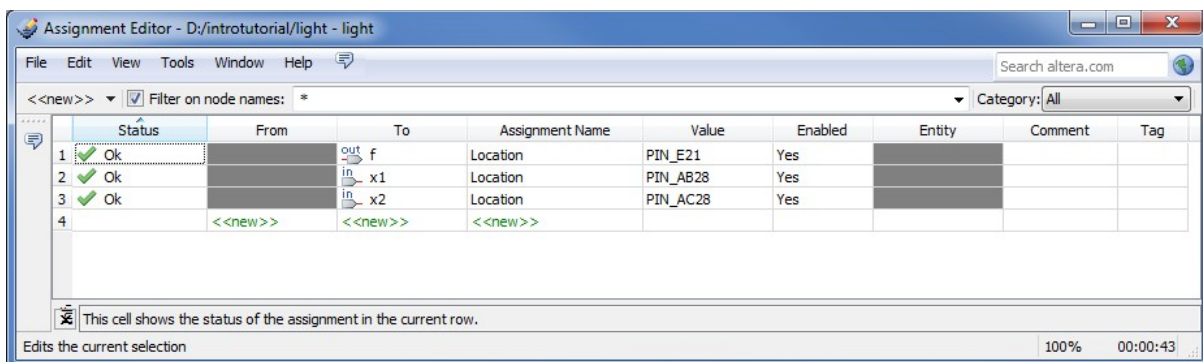 Assignment Editor - D:/introtutorial/light - light
File Edit View Tools Window Help Search altera.com
<<new>> Filter on node names: * Category: All
Status From To Assignment Name Value Enabled Entity Comment Tag
1 Ok out f Location PIN_E21 Yes
2 Ok in x1 Location PIN_AB28 Yes
3 Ok in x2 Location PIN_AC28 Yes
4 <<new>> <<new>> <<new>>
This cell shows the status of the assignment in the current row.
Edits the current selection 100% 00:00:43